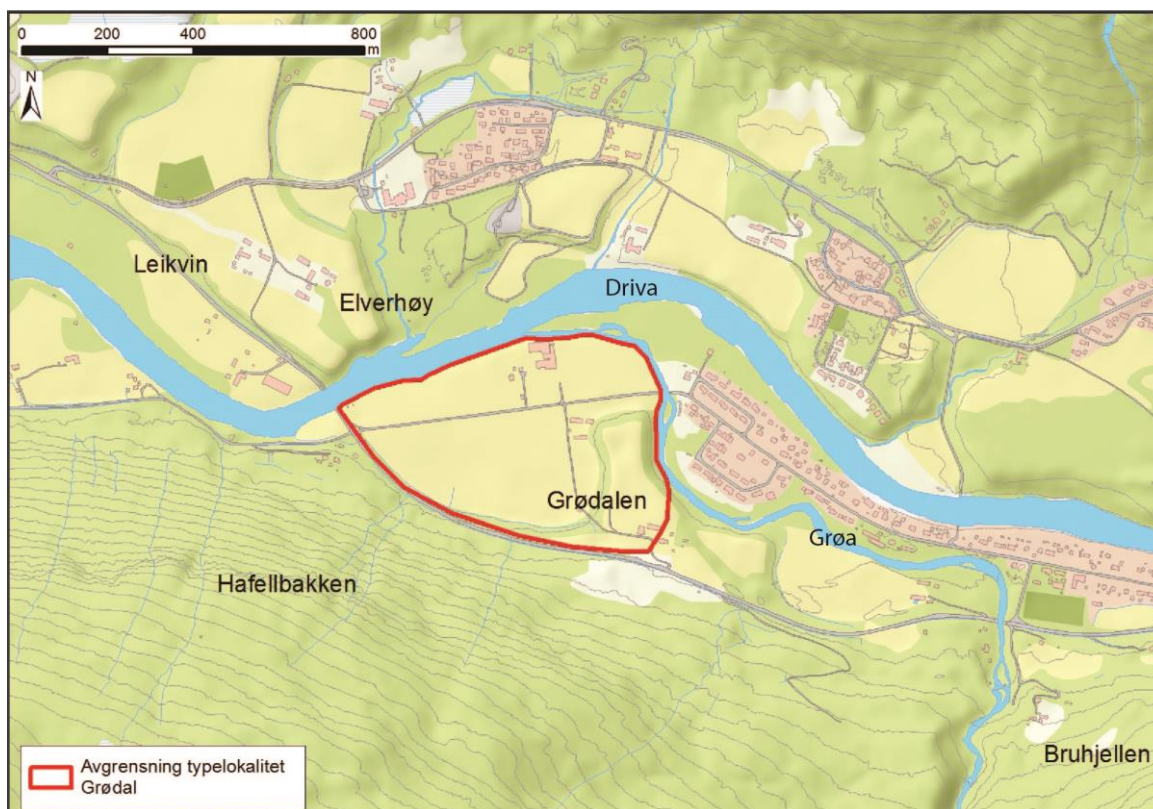 0 200 400 800
m
N
Leikvin
Driva
Elverhøy
Grødalen
Grøa
Hafellbakken
Bruhjellen
Avgrensning typelokalitet
Grødal